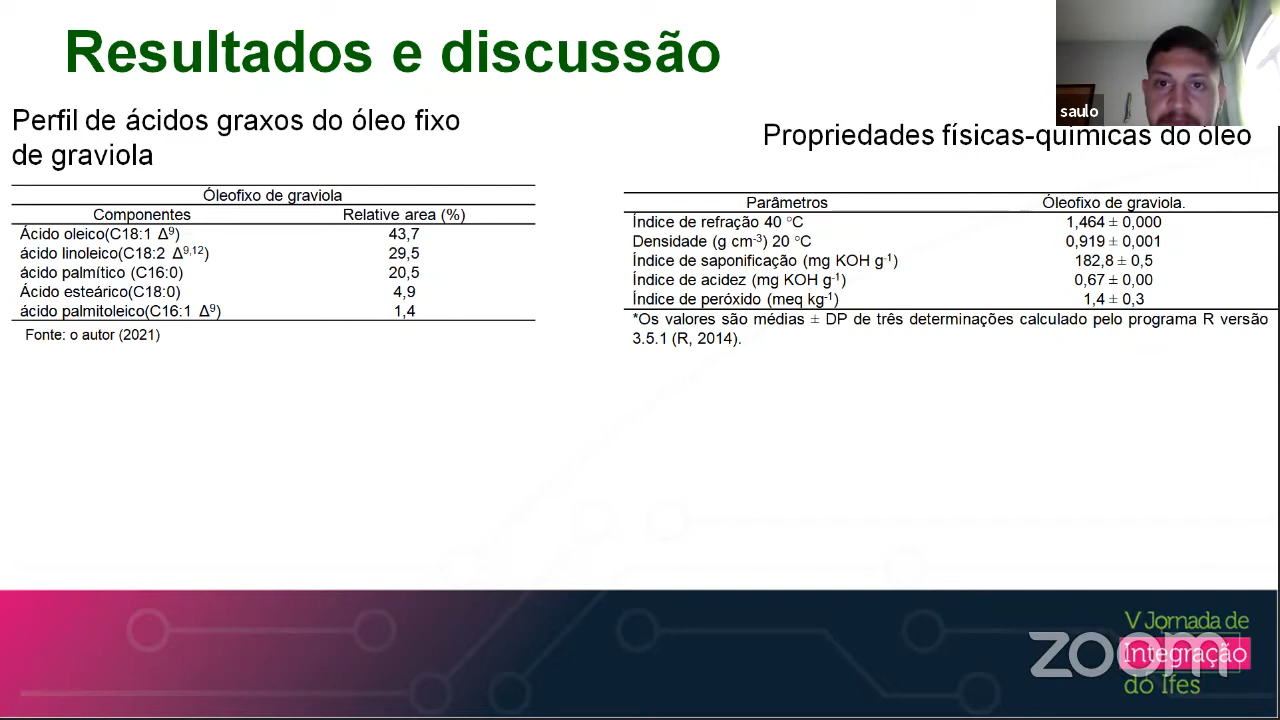 Resultados e discussão
saulo
Perfil de ácidos graxos do óleo fixo
de graviola
Óleofixo de graviola
Componentes Relative area (%)
Ácido oleico(C18:1 Δ⁹) 43,7
ácido linoleico(C18:2 Δ⁹,¹²) 29,5
ácido palmítico (C16:0) 20,5
Ácido esteárico(C18:0) 4,9
ácido palmitoleico(C16:1 Δ⁹) 1,4
Fonte: o autor (2021)
Propriedades físicas-químicas do óleo
Parâmetros Óleofixo de graviola.
Índice de refração 40 °C 1,464 ± 0,000
Densidade (g cm⁻³) 20 °C 0,919 ± 0,001
Índice de saponificação (mg KOH g⁻¹) 182,8 ± 0,5
Índice de acidez (mg KOH g⁻¹) 0,67 ± 0,00
Índice de peróxido (meq kg⁻¹) 1,4 ± 0,3
*Os valores são médias ± DP de três determinações calculado pelo programa R versão
3.5.1 (R, 2014).
V Jornada de
Integração
do Ifes
zoom